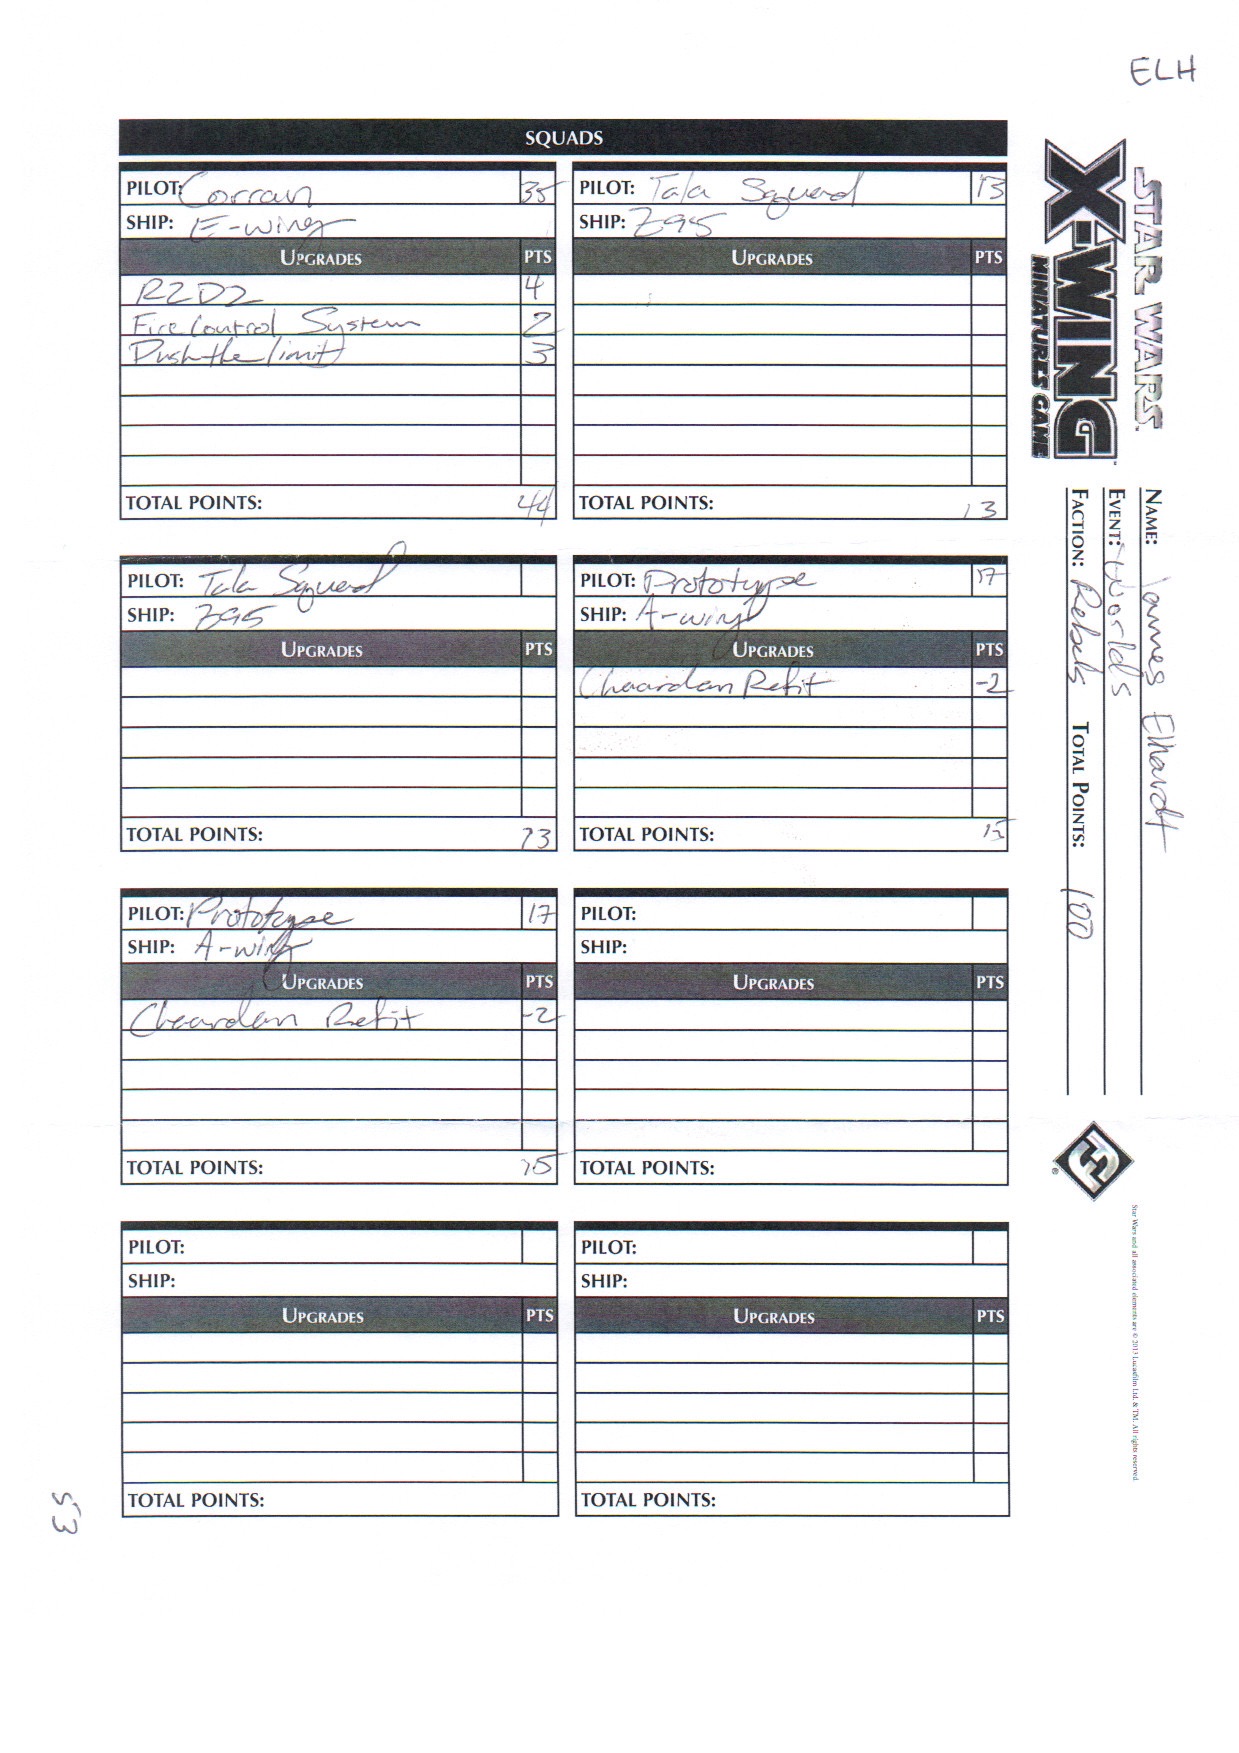 ELH
SQUADS
PILOT: Corran 35
SHIP: E-wing
UPGRADES PTS
R2D2 4
Fire Control System 2
Push the limit 3
TOTAL POINTS: 44
PILOT: Tala Squad 13
SHIP: Z95
UPGRADES PTS
TOTAL POINTS: 13
PILOT: Tala Squad
SHIP: Z95
UPGRADES PTS
TOTAL POINTS: 13
PILOT: Prototype 17
SHIP: A-wing
UPGRADES PTS
Chaardan Refit -2
TOTAL POINTS: 15
PILOT: Prototype 17
SHIP: A-wing
UPGRADES PTS
Chaardan Refit -2
TOTAL POINTS: 15
PILOT:
SHIP:
UPGRADES PTS
TOTAL POINTS:
PILOT:
SHIP:
UPGRADES PTS
TOTAL POINTS:
PILOT:
SHIP:
UPGRADES PTS
TOTAL POINTS:
STAR WARS™
X-WING™
MINIATURES GAME
NAME: Elhardt
EVENT: Worlds
FACTION: Rebels TOTAL POINTS: 100
Star Wars and all associated elements are © 2013 Lucasfilm Ltd. & TM. All rights reserved.
53